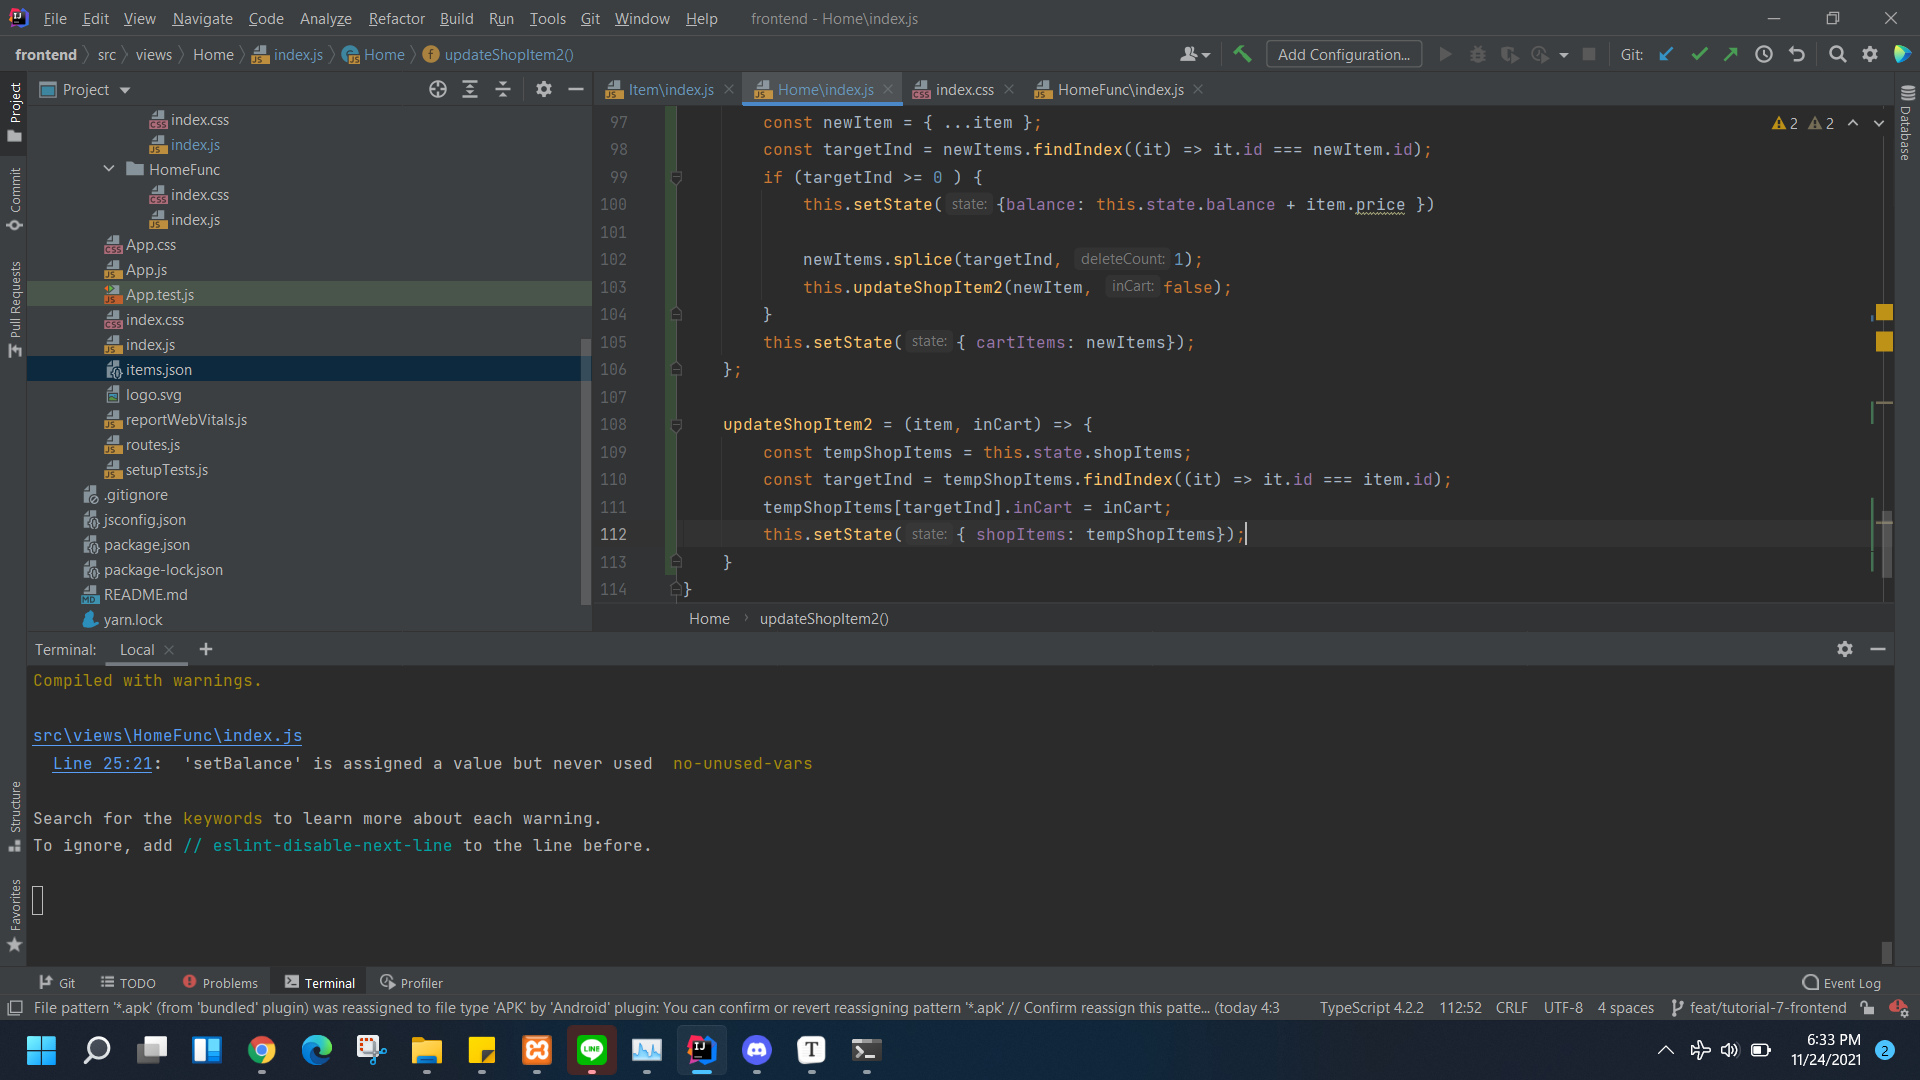 File Edit View Navigate Code Analyze Refactor Build Run Tools Git Window Help frontend - Home\index.js
frontend src views Home index.js Home updateShopItem2() Add Configuration... Git:
Project
Item\index.js Home\index.js index.css HomeFunc\index.js
Project
Commit
Pull Requests
Structure
Favorites
Database
index.css
index.js
HomeFunc
index.css
index.js
App.css
App.js
App.test.js
index.css
index.js
items.json
logo.svg
reportWebVitals.js
routes.js
setupTests.js
.gitignore
jsconfig.json
package.json
package-lock.json
README.md
yarn.lock
2 2
97 const newItem = { ...item };
98 const targetInd = newItems.findIndex((it) => it.id === newItem.id);
99 if (targetInd >= 0 ) {
100 this.setState( state: {balance: this.state.balance + item.price })
101
102 newItems.splice(targetInd, deleteCount: 1);
103 this.updateShopItem2(newItem, inCart: false);
104 }
105 this.setState( state: { cartItems: newItems});
106 };
107
108 updateShopItem2 = (item, inCart) => {
109 const tempShopItems = this.state.shopItems;
110 const targetInd = tempShopItems.findIndex((it) => it.id === item.id);
111 tempShopItems[targetInd].inCart = inCart;
112 this.setState( state: { shopItems: tempShopItems});
113 }
114 }
Home updateShopItem2()
Terminal: Local
Compiled with warnings.
src\views\HomeFunc\index.js
Line 25:21: 'setBalance' is assigned a value but never used no-unused-vars
Search for the keywords to learn more about each warning.
To ignore, add // eslint-disable-next-line to the line before.
Git TODO Problems Terminal Profiler Event Log
File pattern '*.apk' (from 'bundled' plugin) was reassigned to file type 'APK' by 'Android' plugin: You can confirm or revert reassigning pattern '*.apk' // Confirm reassign this patte... (today 4:3 TypeScript 4.2.2 112:52 CRLF UTF-8 4 spaces feat/tutorial-7-frontend
6:33 PM
11/24/2021
2